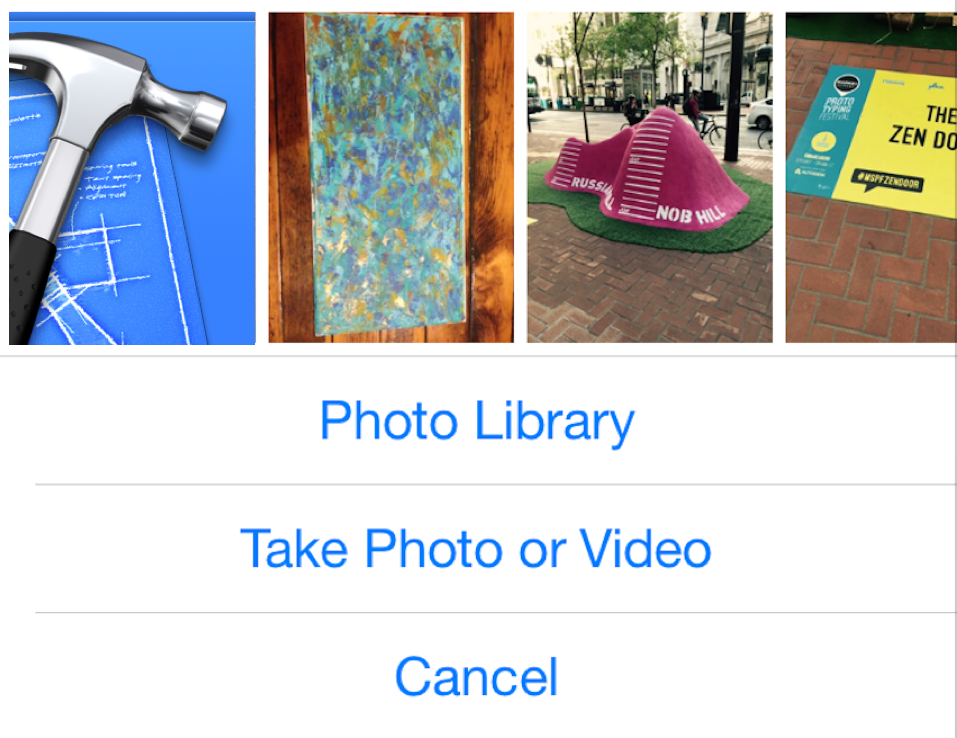 RUSSIAN
NOB HILL
PROTO
TYPING
FESTIVAL
THE
ZEN DO
#MSPFZENDOOR
Photo Library
Take Photo or Video
Cancel